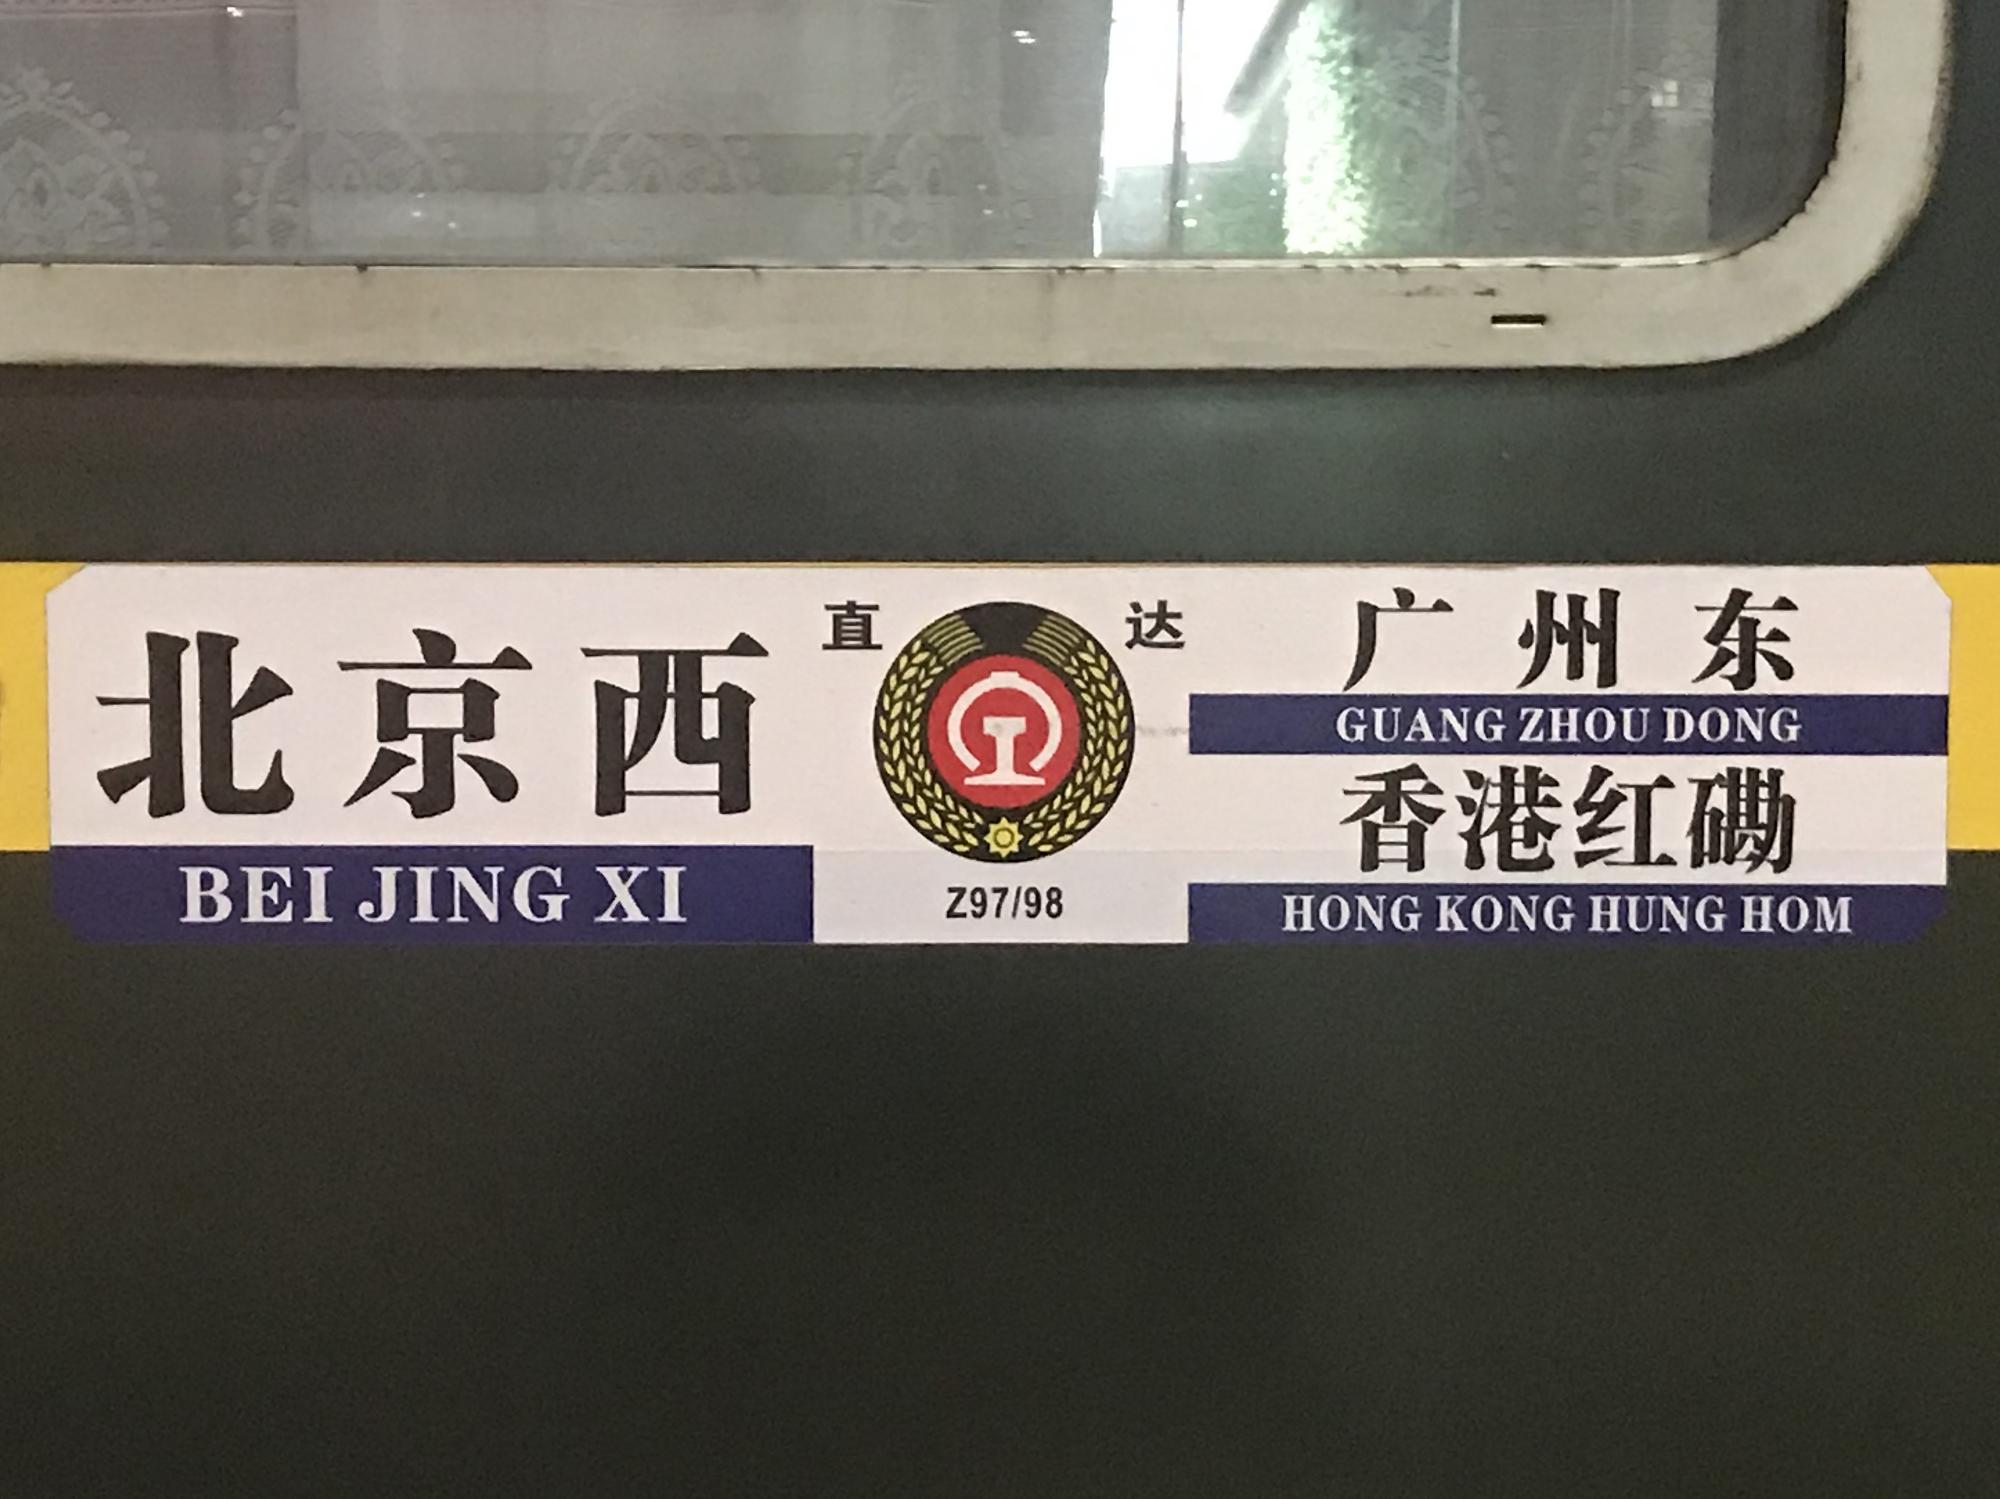 北京西
BEI JING XI
直达
Z97/98
广州东
GUANG ZHOU DONG
香港红磡
HONG KONG HUNG HOM